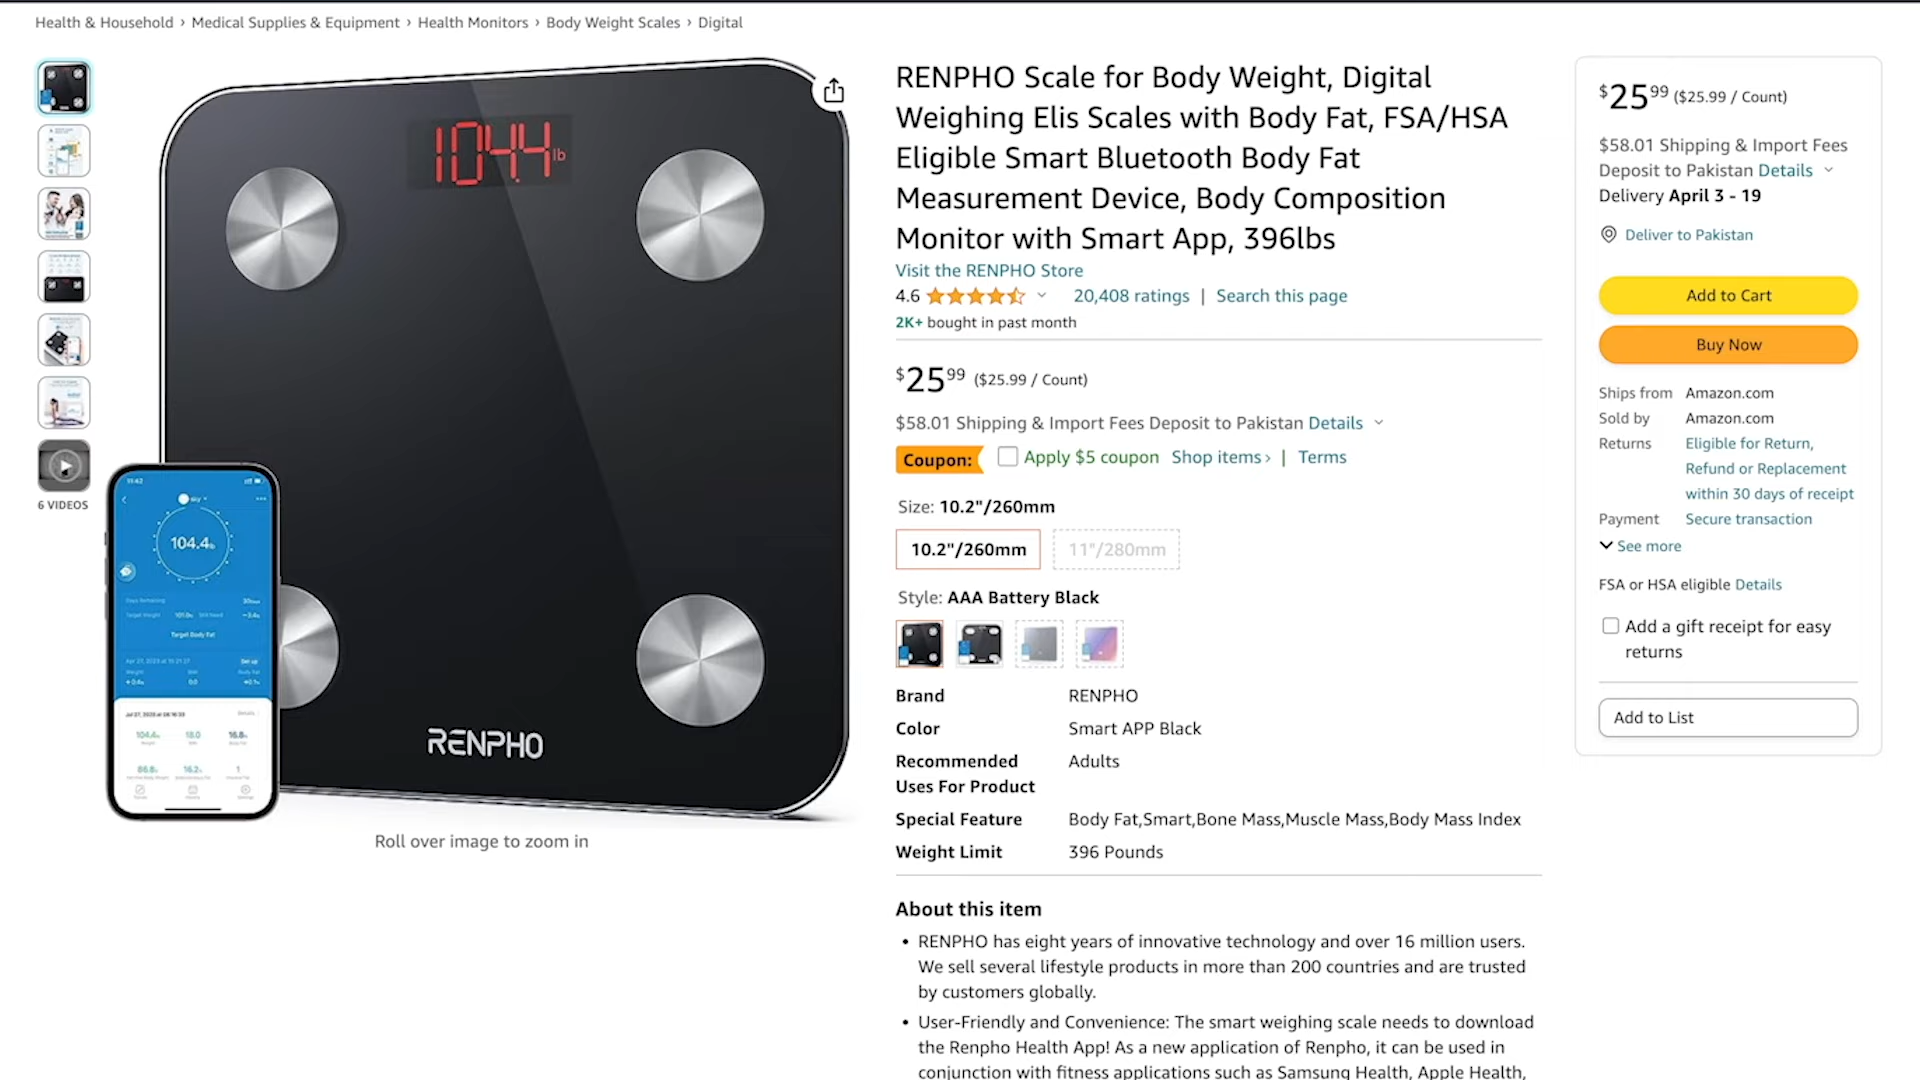 Health & Household › Medical Supplies & Equipment › Health Monitors › Body Weight Scales › Digital
104.4 lb
RENPHO
11:42
104.4
Target Body Fat
6 VIDEOS
Roll over image to zoom in
RENPHO Scale for Body Weight, Digital
Weighing Elis Scales with Body Fat, FSA/HSA
Eligible Smart Bluetooth Body Fat
Measurement Device, Body Composition
Monitor with Smart App, 396lbs
Visit the RENPHO Store
4.6 20,408 ratings | Search this page
2K+ bought in past month
$25 99 ($25.99 / Count)
$58.01 Shipping & Import Fees Deposit to Pakistan Details
Coupon: Apply $5 coupon Shop items › | Terms
Size: 10.2"/260mm
10.2"/260mm 11"/280mm
Style: AAA Battery Black
Brand RENPHO
Color Smart APP Black
Recommended Adults
Uses For Product
Special Feature Body Fat,Smart,Bone Mass,Muscle Mass,Body Mass Index
Weight Limit 396 Pounds
About this item
• RENPHO has eight years of innovative technology and over 16 million users.
We sell several lifestyle products in more than 200 countries and are trusted
by customers globally.
• User-Friendly and Convenience: The smart weighing scale needs to download
the Renpho Health App! As a new application of Renpho, it can be used in
conjunction with fitness applications such as Samsung Health, Apple Health,
$25 99 ($25.99 / Count)
$58.01 Shipping & Import Fees
Deposit to Pakistan Details
Delivery April 3 - 19
Deliver to Pakistan
Add to Cart
Buy Now
Ships from Amazon.com
Sold by Amazon.com
Returns Eligible for Return,
Refund or Replacement
within 30 days of receipt
Payment Secure transaction
See more
FSA or HSA eligible Details
Add a gift receipt for easy
returns
Add to List